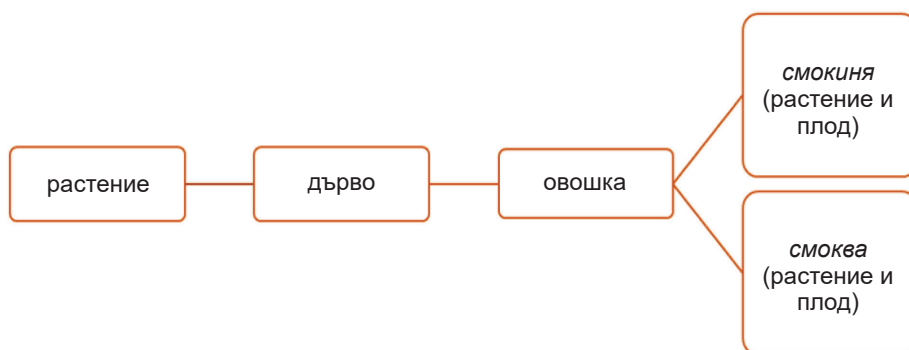 растение
дърво
овошка
смокиня
(растение и
плод)
смоква
(растение и
плод)